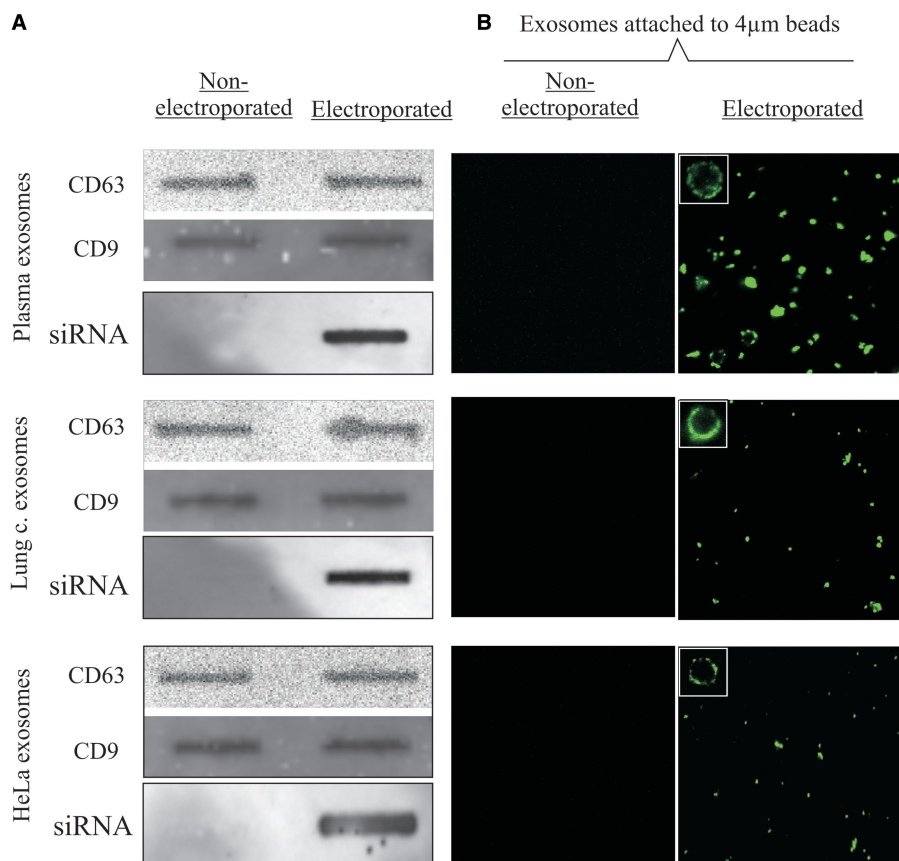 A
B
Exosomes attached to 4µm beads
Non-
electroporated
Electroporated
Non-
electroporated
Electroporated
Plasma exosomes
CD63
CD9
siRNA
Lung c. exosomes
CD63
CD9
siRNA
HeLa exosomes
CD63
CD9
siRNA